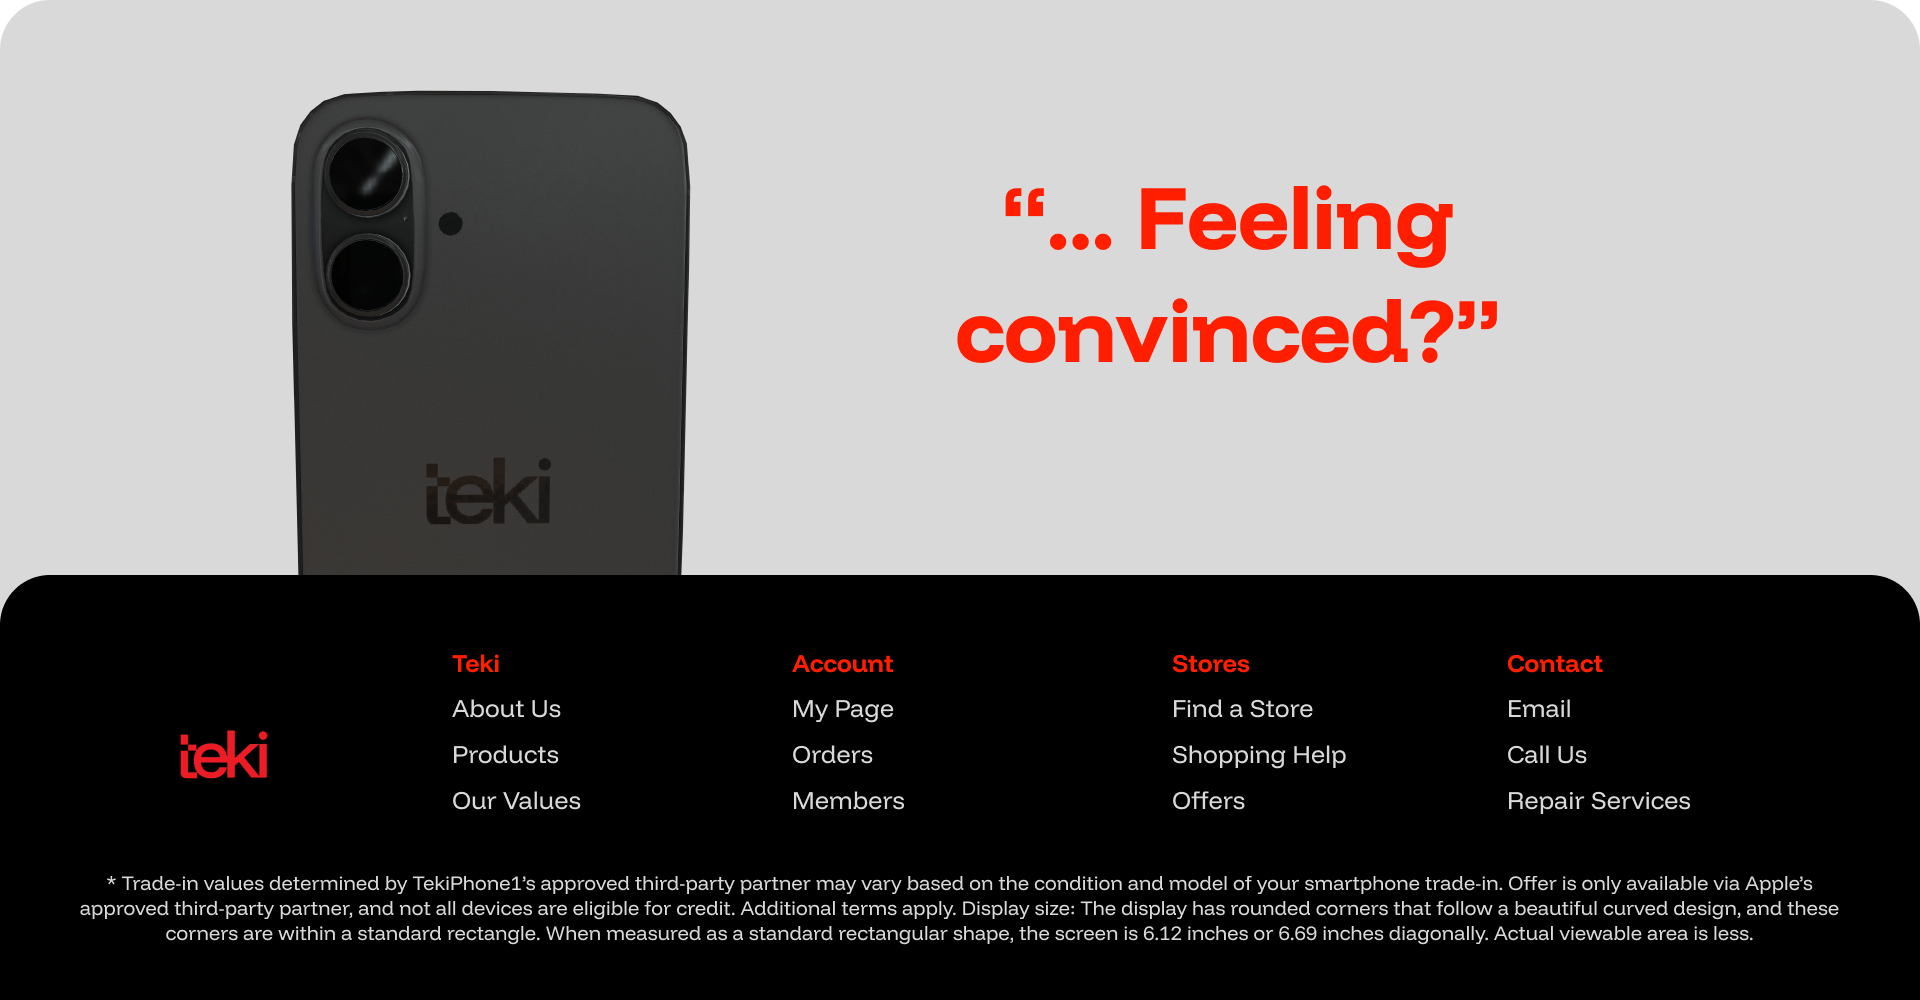 “... Feeling
convinced?”
teki
teki
Teki
About Us
Products
Our Values
Account
My Page
Orders
Members
Stores
Find a Store
Shopping Help
Offers
Contact
Email
Call Us
Repair Services
* Trade-in values determined by TekiPhone1’s approved third-party partner may vary based on the condition and model of your smartphone trade-in. Offer is only available via Apple’s
approved third-party partner, and not all devices are eligible for credit. Additional terms apply. Display size: The display has rounded corners that follow a beautiful curved design, and these
corners are within a standard rectangle. When measured as a standard rectangular shape, the screen is 6.12 inches or 6.69 inches diagonally. Actual viewable area is less.